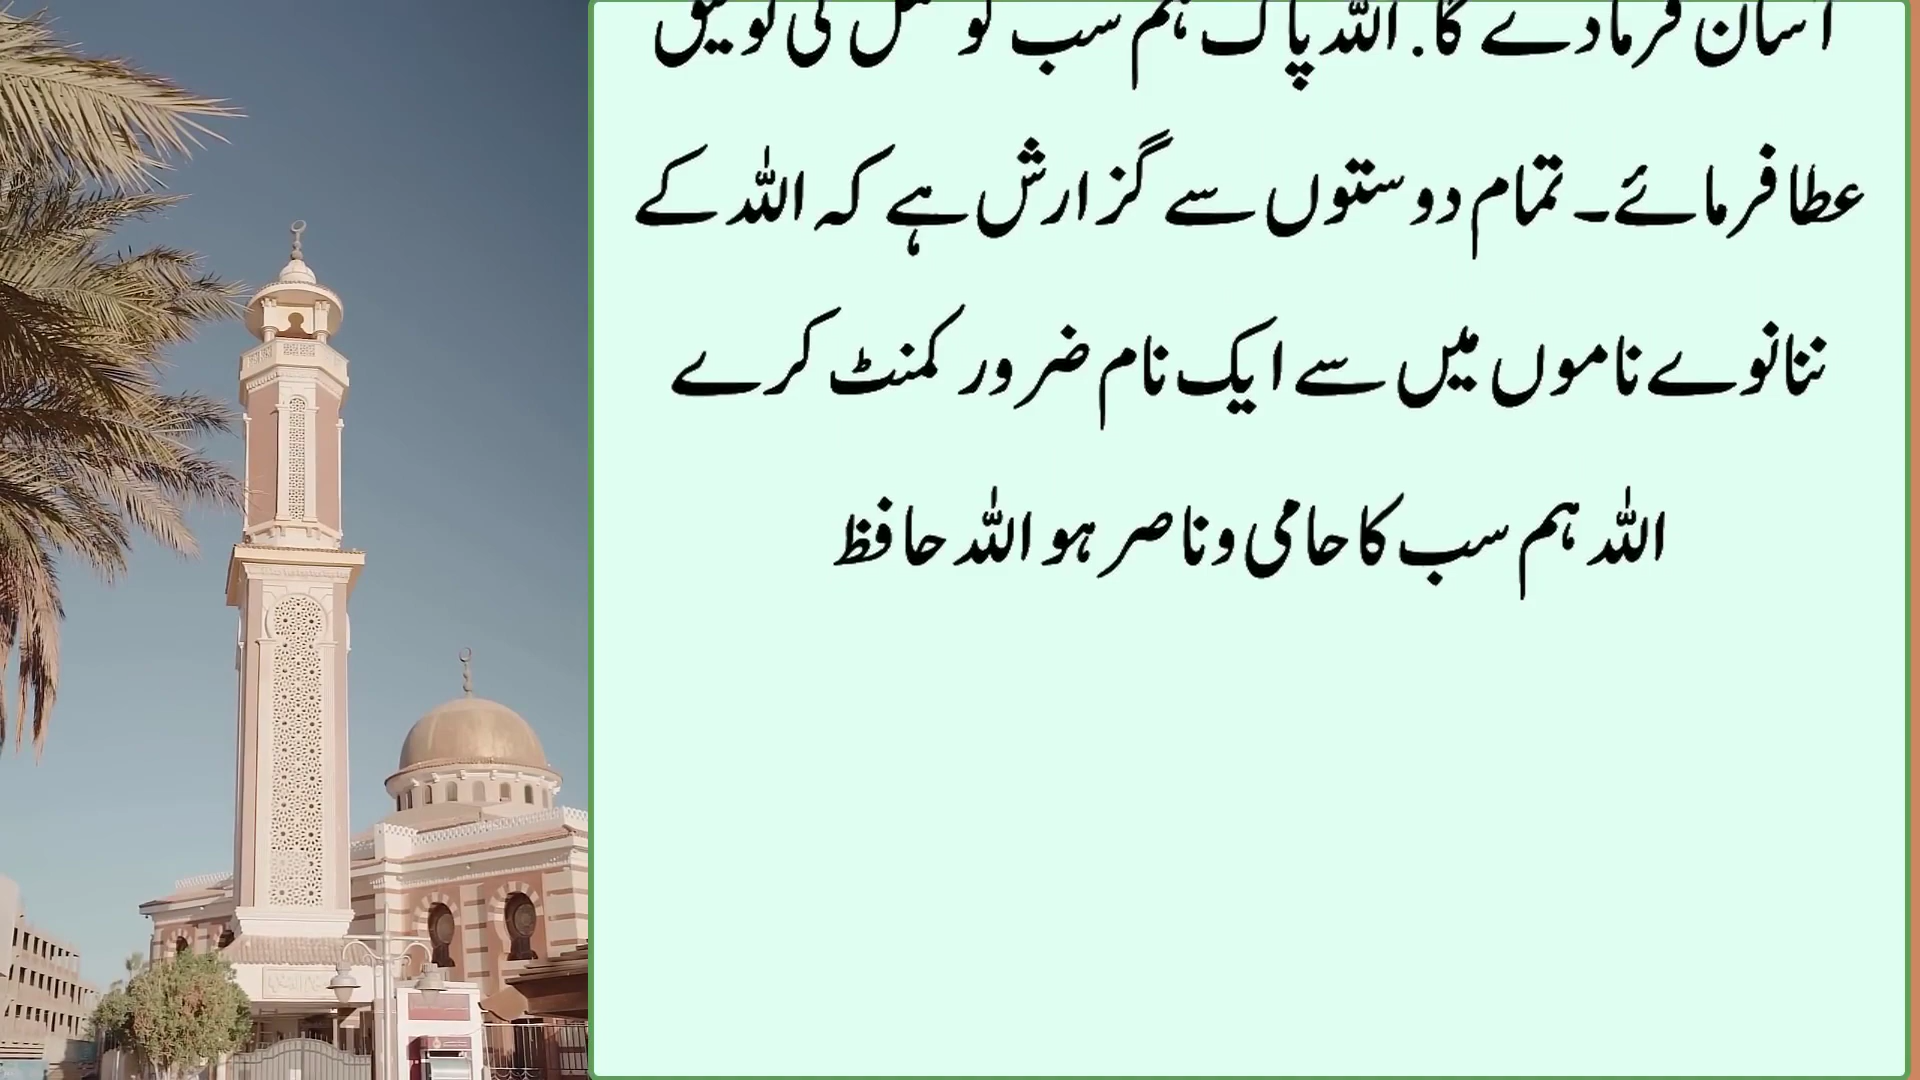 آسان فرما دے گا. اللہ پاک ہم سب کو عمل کی توفیق
عطا فرمائے۔ تمام دوستوں سے گزارش ہے کہ اللہ کے
ننانوے ناموں میں سے ایک نام ضرور کمنٹ کرے
اللہ ہم سب کا حامی و ناصر ہو اللہ حافظ